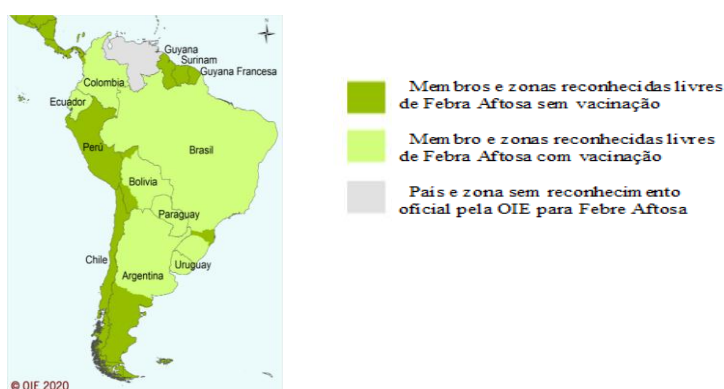 Guyana
Surinam
Guyana Francesa
Colombia
Ecuador
Perú
Brasil
Bolivia
Paraguay
Chile
Uruguay
Argentina
© OIE 2020
Membros e zonas reconhecidas livres
de Febra Aftosa sem vacinação
Membro e zonas reconhecidas livres
de Febra Aftosa com vacinação
Pais e zona sem reconhecimento
oficial pela OIE para Febre Aftosa